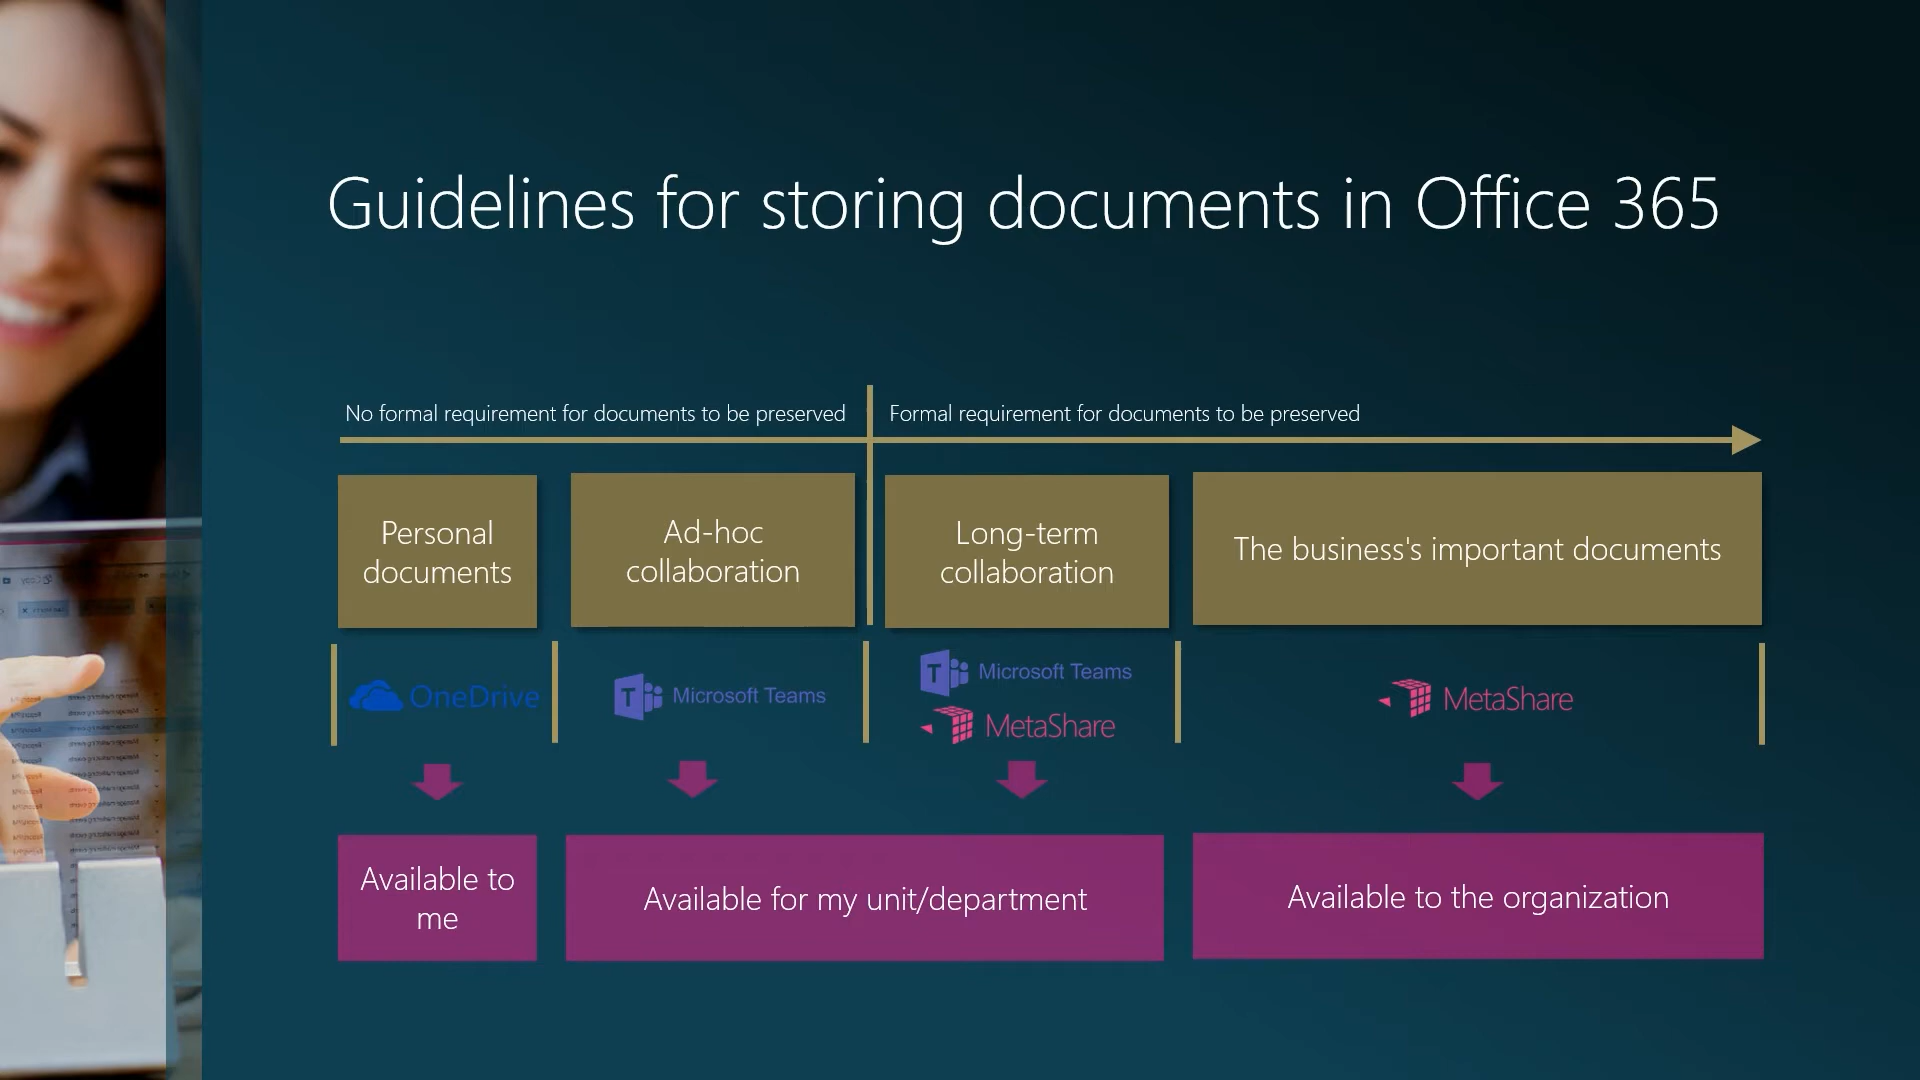 Guidelines for storing documents in Office 365
No formal requirement for documents to be preserved
Formal requirement for documents to be preserved
Personal
documents
Ad-hoc
collaboration
Long-term
collaboration
The business's important documents
OneDrive
Microsoft Teams
Microsoft Teams
MetaShare
MetaShare
Available to
me
Available for my unit/department
Available to the organization